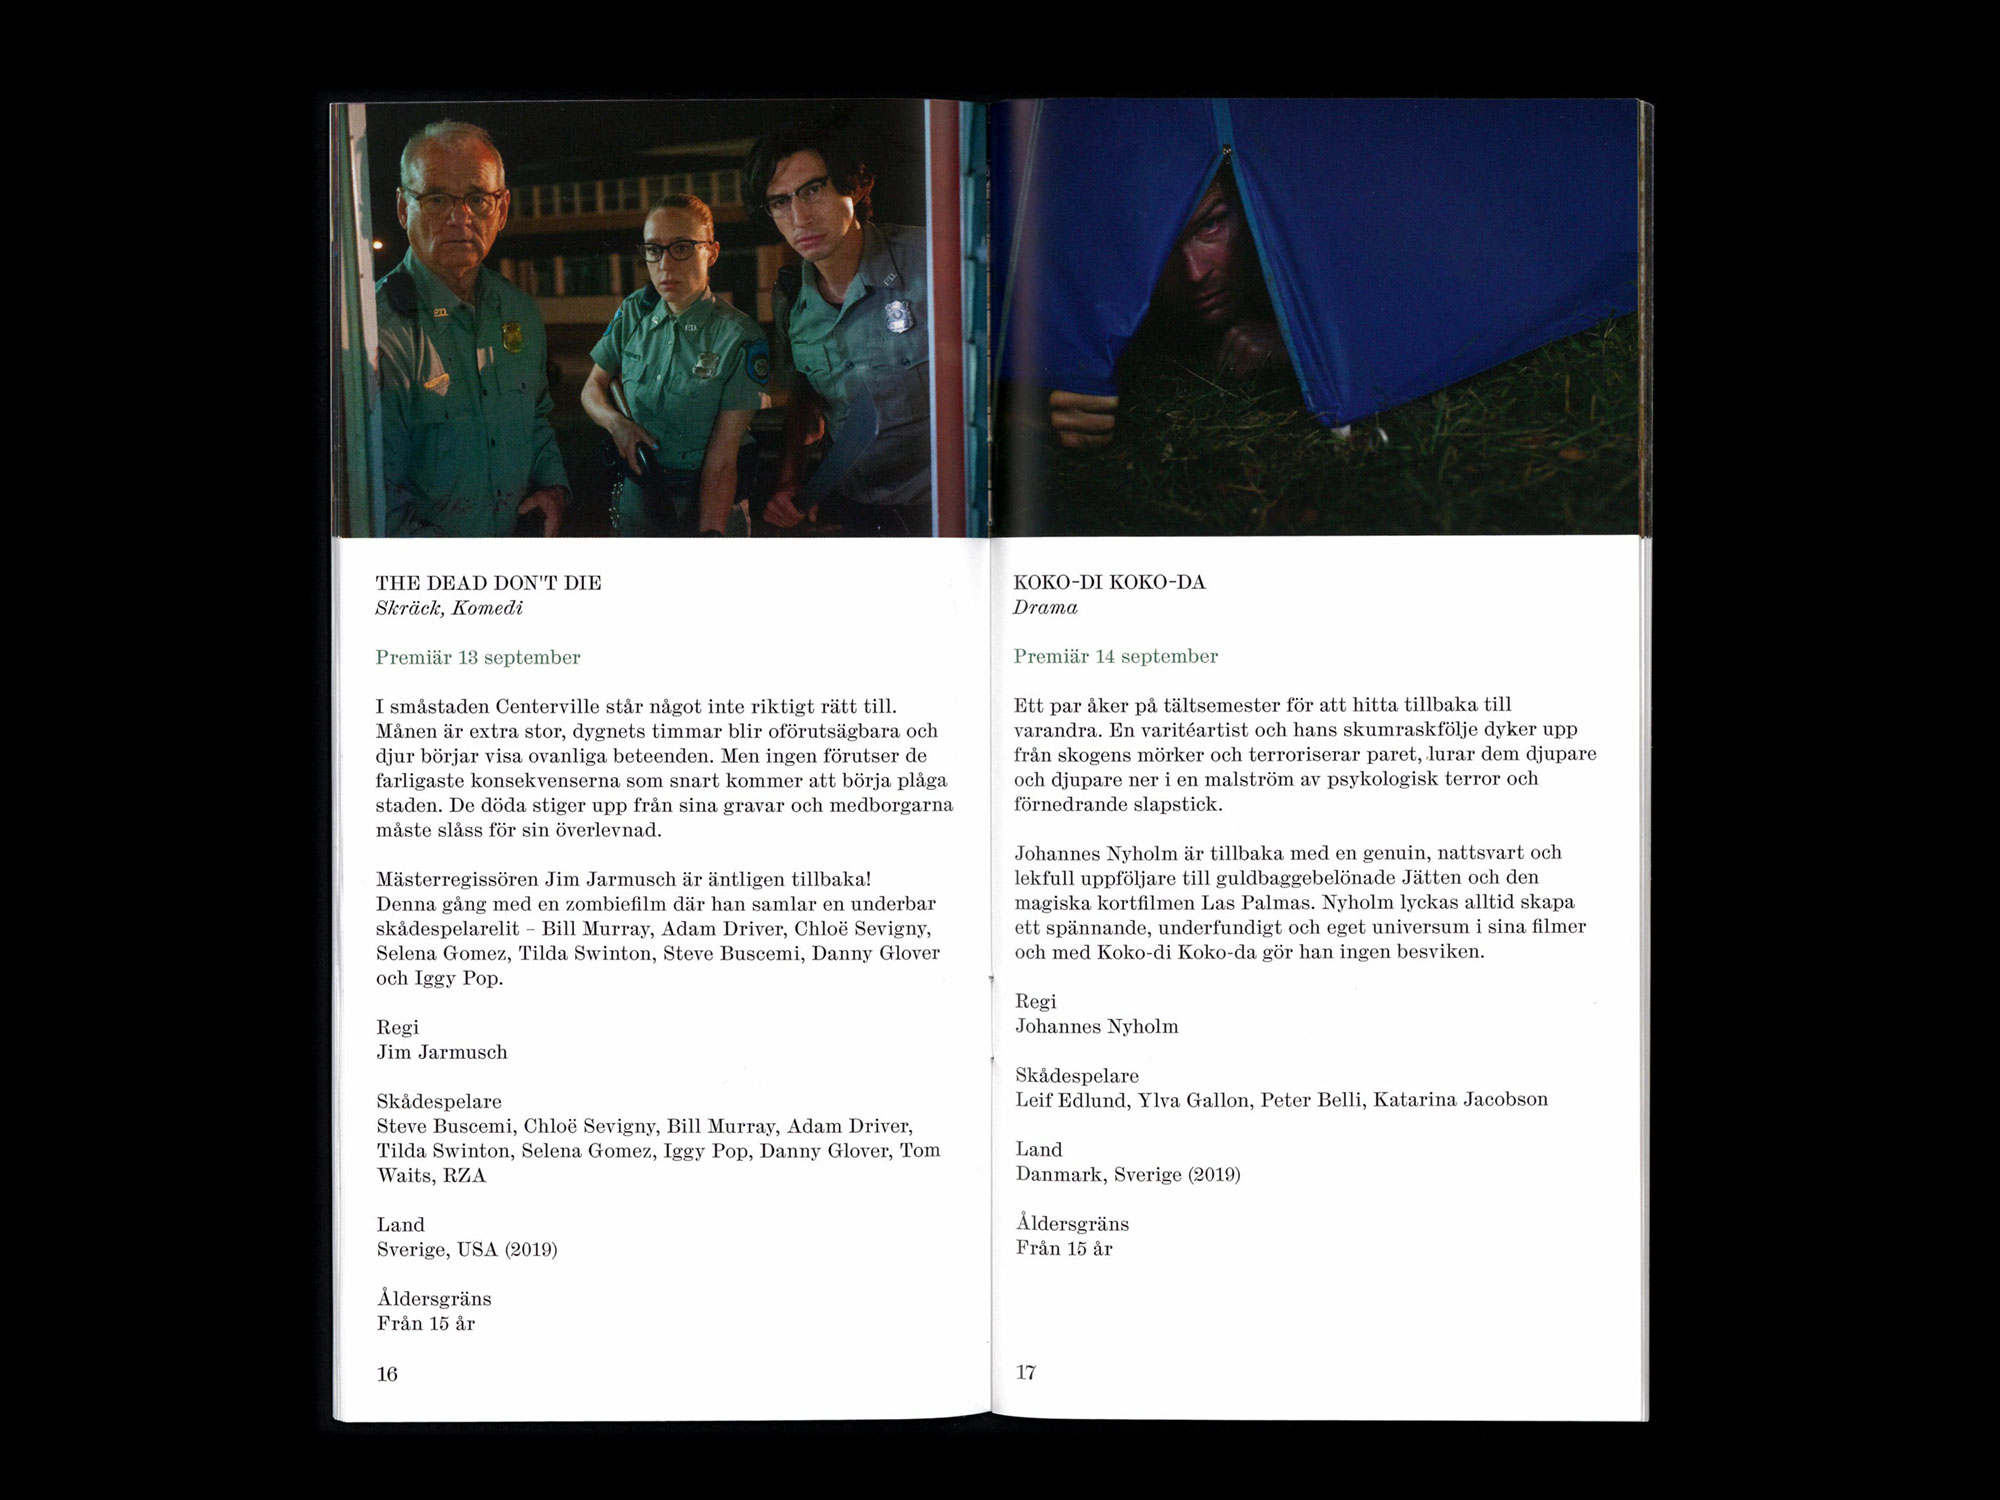 THE DEAD DON'T DIE
Skräck, Komedi
Premiär 13 september
I småstaden Centerville står något inte riktigt rätt till.
Månen är extra stor, dygnets timmar blir oförutsägbara och
djur börjar visa ovanliga beteenden. Men ingen förutser de
farligaste konsekvenserna som snart kommer att börja plåga
staden. De döda stiger upp från sina gravar och medborgarna
måste slåss för sin överlevnad.
Mästerregissören Jim Jarmusch är äntligen tillbaka!
Denna gång med en zombiefilm där han samlar en underbar
skådespelarelit – Bill Murray, Adam Driver, Chloë Sevigny,
Selena Gomez, Tilda Swinton, Steve Buscemi, Danny Glover
och Iggy Pop.
Regi
Jim Jarmusch
Skådespelare
Steve Buscemi, Chloë Sevigny, Bill Murray, Adam Driver,
Tilda Swinton, Selena Gomez, Iggy Pop, Danny Glover, Tom
Waits, RZA
Land
Sverige, USA (2019)
Åldersgräns
Från 15 år
16
KOKO-DI KOKO-DA
Drama
Premiär 14 september
Ett par åker på tältsemester för att hitta tillbaka till
varandra. En varitéartist och hans skumraskfölje dyker upp
från skogens mörker och terroriserar paret, lurar dem djupare
och djupare ner i en malström av psykologisk terror och
förnedrande slapstick.
Johannes Nyholm är tillbaka med en genuin, nattsvart och
lekfull uppföljare till guldbaggebelönade Jätten och den
magiska kortfilmen Las Palmas. Nyholm lyckas alltid skapa
ett spännande, underfundigt och eget universum i sina filmer
och med Koko-di Koko-da gör han ingen besviken.
Regi
Johannes Nyholm
Skådespelare
Leif Edlund, Ylva Gallon, Peter Belli, Katarina Jacobson
Land
Danmark, Sverige (2019)
Åldersgräns
Från 15 år
17